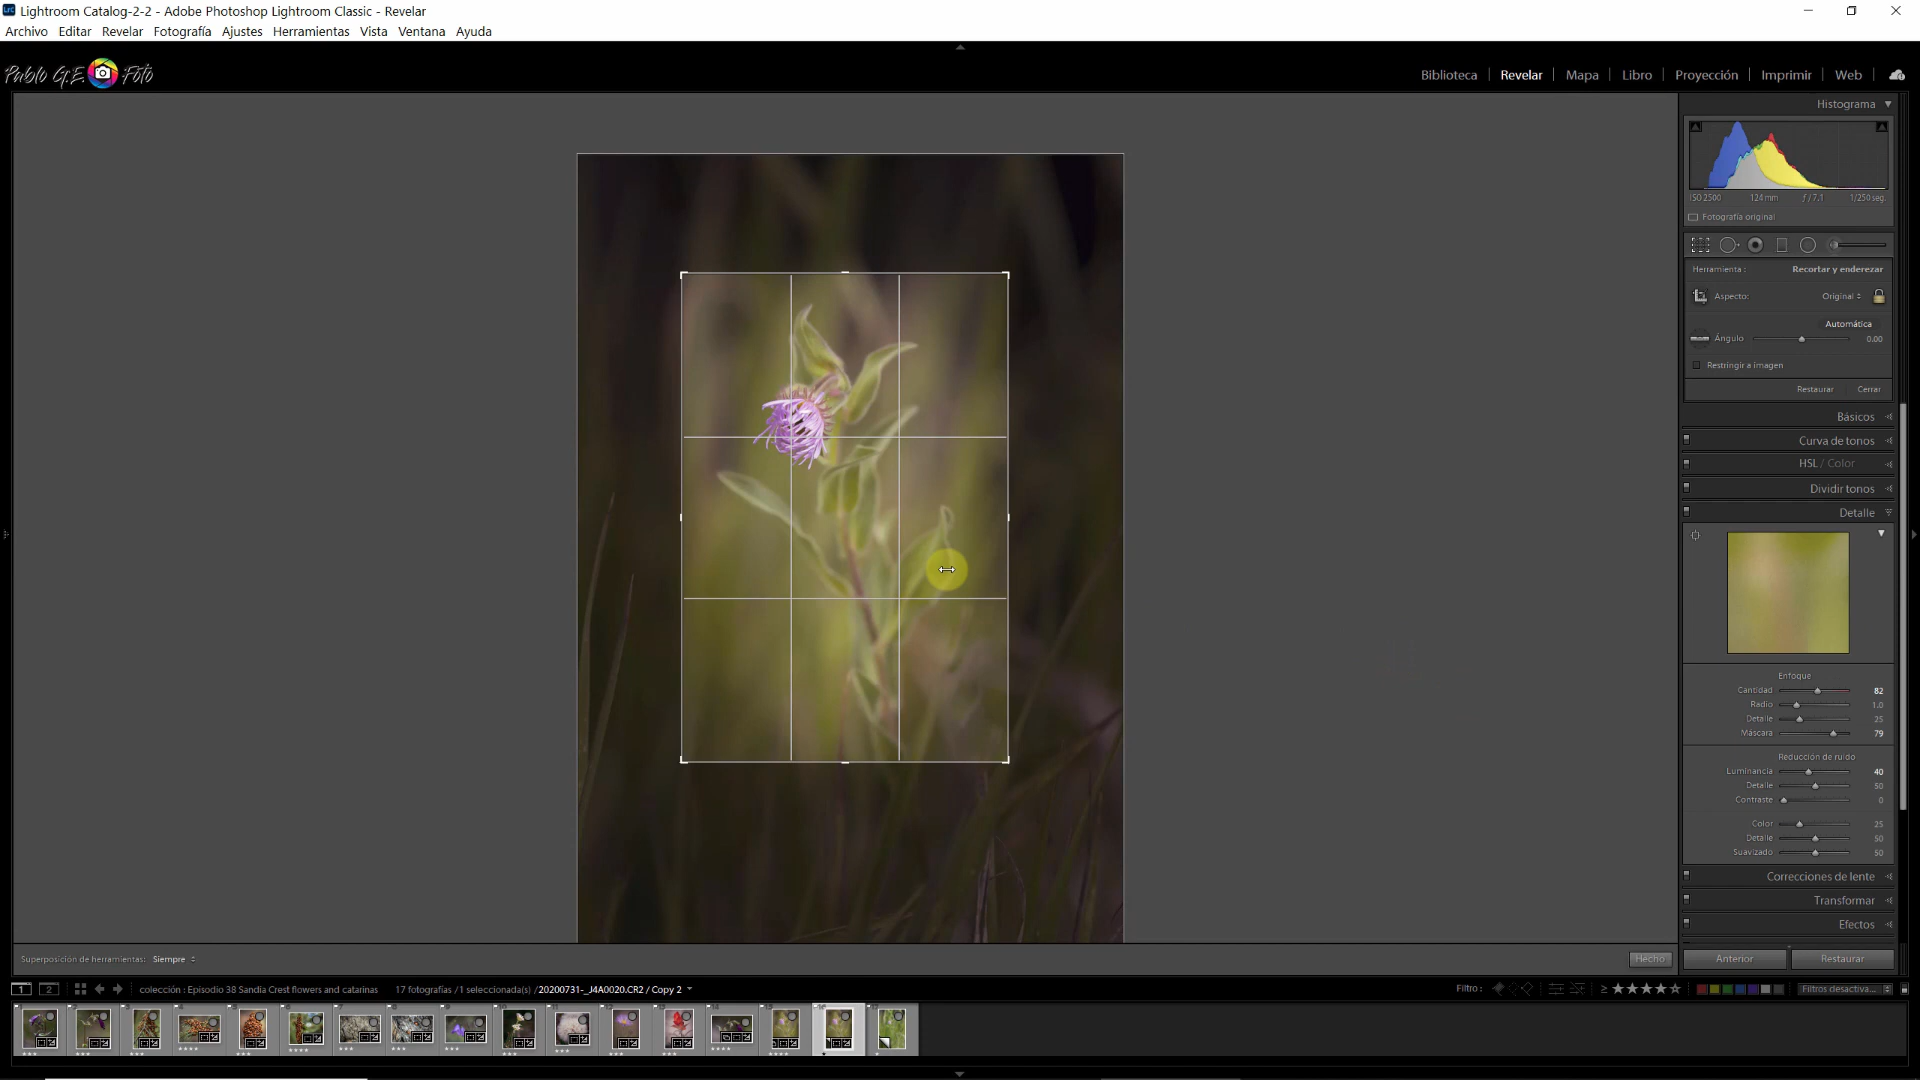 Lightroom Catalog-2-2 - Adobe Photoshop Lightroom Classic - Revelar
Archivo Editar Revelar Fotografía Ajustes Herramientas Vista Ventana Ayuda
Pablo G.E. Foto
Biblioteca Revelar Mapa Libro Proyección Imprimir Web
Histograma
ISO 2500 124 mm f/7.1 1/250 seg.
Fotografía original
Herramienta : Recortar y enderezar
Aspecto: Original
Automática
Ángulo 0.00
Restringir a imagen
Restaurar Cerrar
Básicos
Curva de tonos
HSL / Color
Dividir tonos
Detalle
Enfoque
Cantidad 82
Radio 1.0
Detalle 25
Máscara 79
Reducción de ruido
Luminancia 40
Detalle 50
Contraste 0
Color 25
Detalle 50
Suavizado 50
Correcciones de lente
Transformar
Efectos
Superposición de herramientas: Siempre
Hecho
Anterior Restaurar
1 2 colección : Episodio 38 Sandia Crest flowers and catarinas 17 fotografías /1 seleccionada(s) /20200731-_J4A0020.CR2 / Copy 2
Filtro : ≥ ★★★★★ Filtros desactiva...